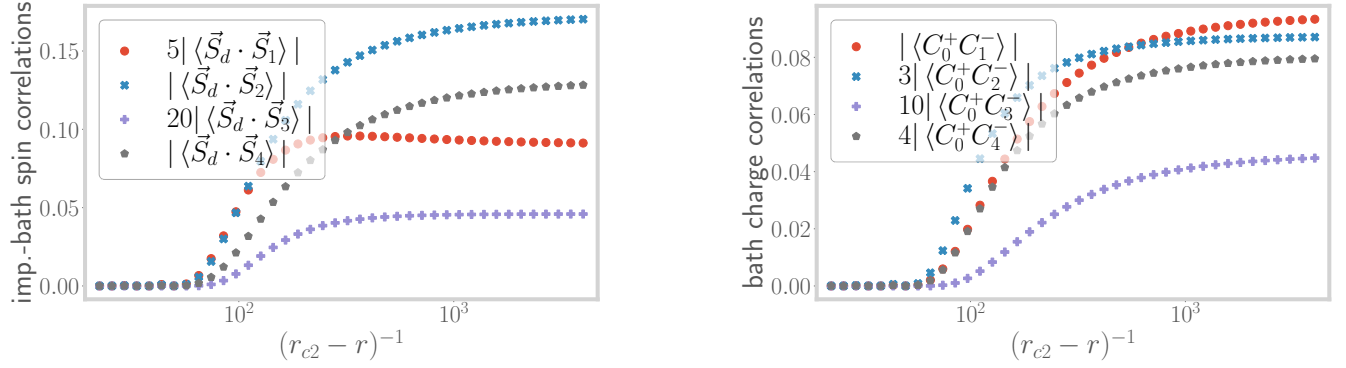 imp.-bath spin correlations
0.15
0.10
0.05
0.00
5| ⟨S⃗_d · S⃗_1⟩ |
| ⟨S⃗_d · S⃗_2⟩ |
20| ⟨S⃗_d · S⃗_3⟩ |
| ⟨S⃗_d · S⃗_4⟩ |
10^2
10^3
(r_{c2} − r)^{−1}
bath charge correlations
0.08
0.06
0.04
0.02
0.00
| ⟨C_0^+ C_1^−⟩ |
3| ⟨C_0^+ C_2^−⟩ |
10| ⟨C_0^+ C_3^−⟩ |
4| ⟨C_0^+ C_4^−⟩ |
10^2
10^3
(r_{c2} − r)^{−1}